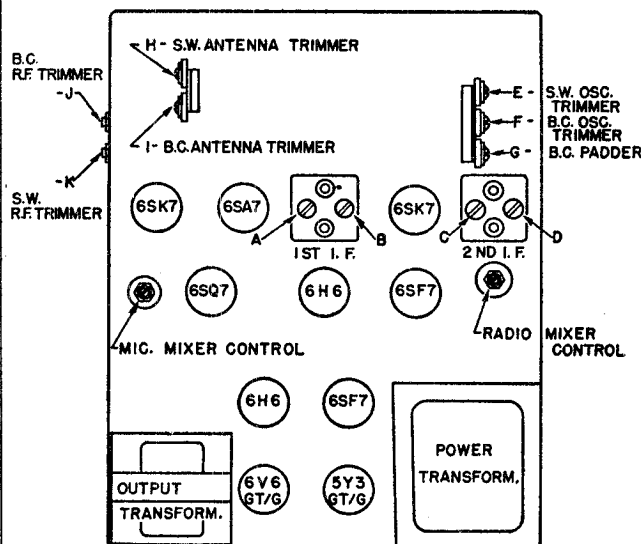 H - S.W. ANTENNA TRIMMER
B.C.
R.F. TRIMMER
- J
E - S.W. OSC.
TRIMMER
F - B.C. OSC.
TRIMMER
G - B.C. PADDER
I - B.C. ANTENNA TRIMMER
- K
S.W.
R.F. TRIMMER
6SK7
6SA7
6SK7
A
B
C
D
1ST I.F.
2ND I.F.
6SQ7
6H6
6SF7
MIC. MIXER CONTROL
RADIO MIXER
CONTROL
6H6
6SF7
OUTPUT
TRANSFORM.
6V6
GT/G
5Y3
GT/G
POWER
TRANSFORM.